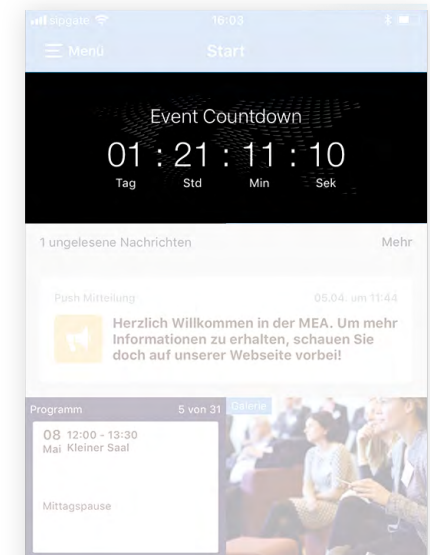 sipgate 16:03
Menü Start
Event Countdown
01 : 21 : 11 : 10
Tag Std Min Sek
1 ungelesene Nachrichten Mehr
Push Mitteilung 05.04. um 11:44
Herzlich Willkommen in der MEA. Um mehr
Informationen zu erhalten, schauen Sie
doch auf unserer Webseite vorbei!
Programm 5 von 31 Galerie
08 12:00 - 13:30
Mai Kleiner Saal
Mittagspause